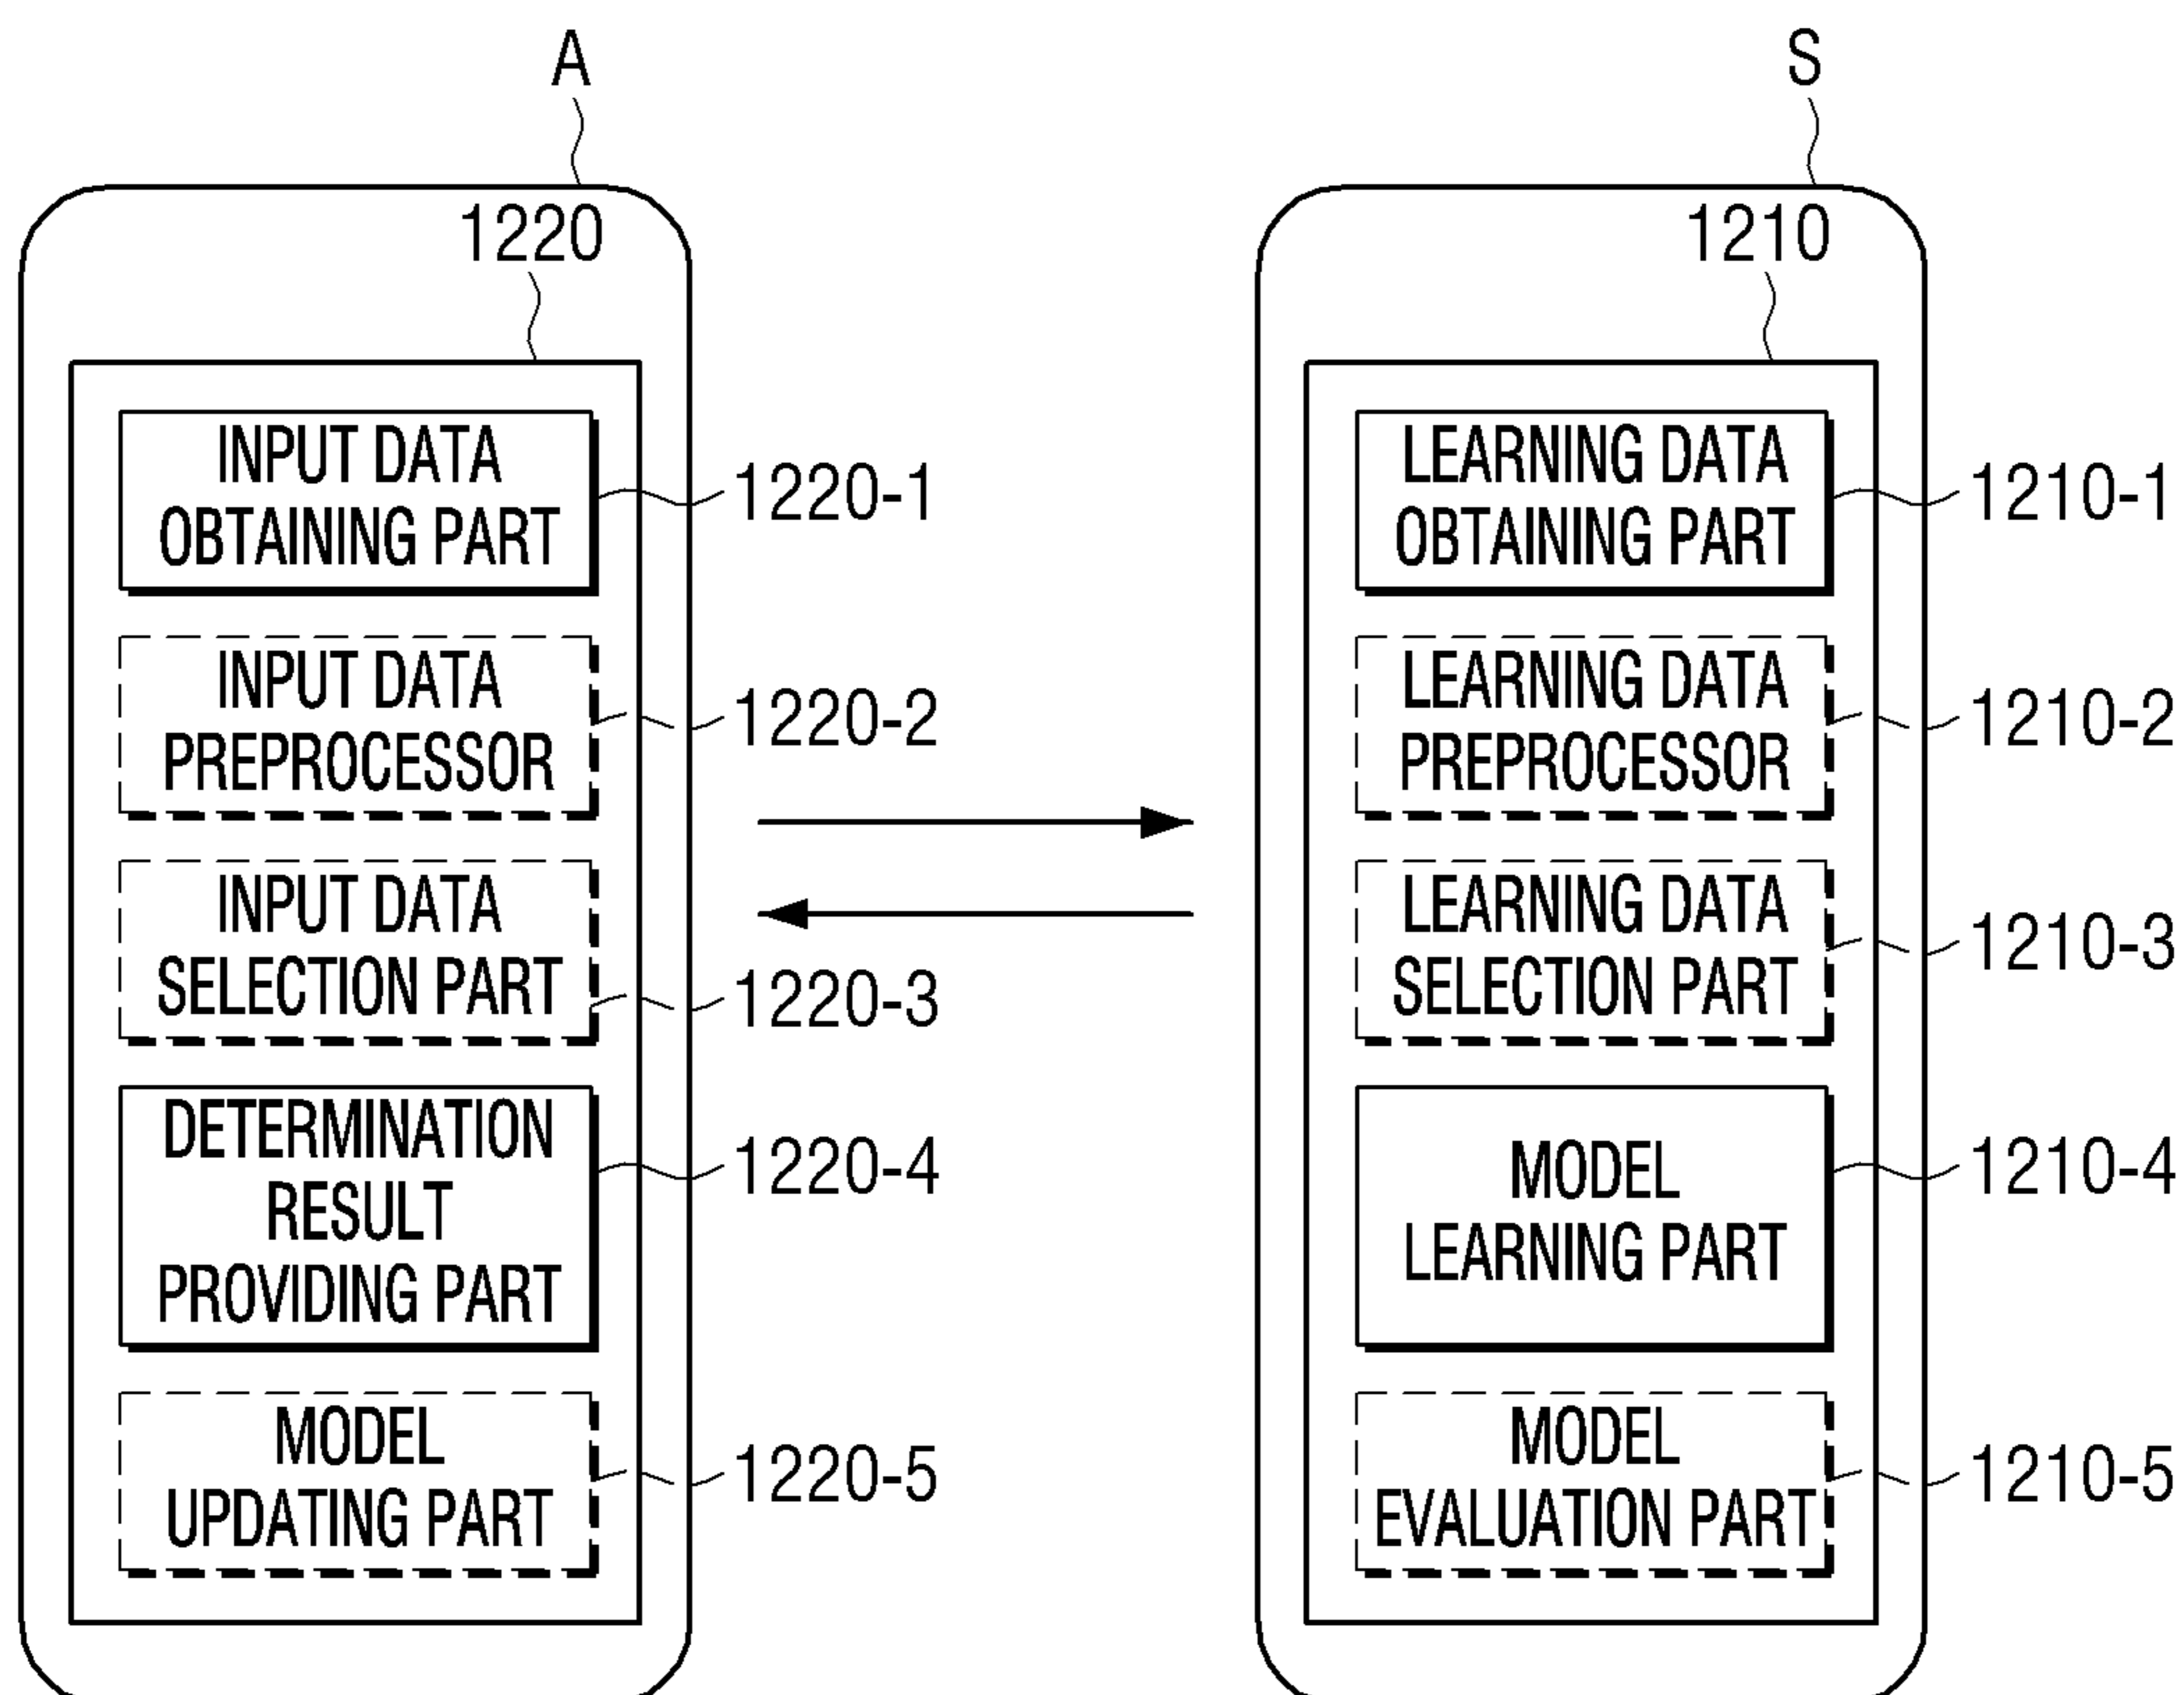 A
1220
INPUT DATA
OBTAINING PART
1220-1
INPUT DATA
PREPROCESSOR
1220-2
INPUT DATA
SELECTION PART
1220-3
DETERMINATION
RESULT
PROVIDING PART
1220-4
MODEL
UPDATING PART
1220-5
S
1210
LEARNING DATA
OBTAINING PART
1210-1
LEARNING DATA
PREPROCESSOR
1210-2
LEARNING DATA
SELECTION PART
1210-3
MODEL
LEARNING PART
1210-4
MODEL
EVALUATION PART
1210-5